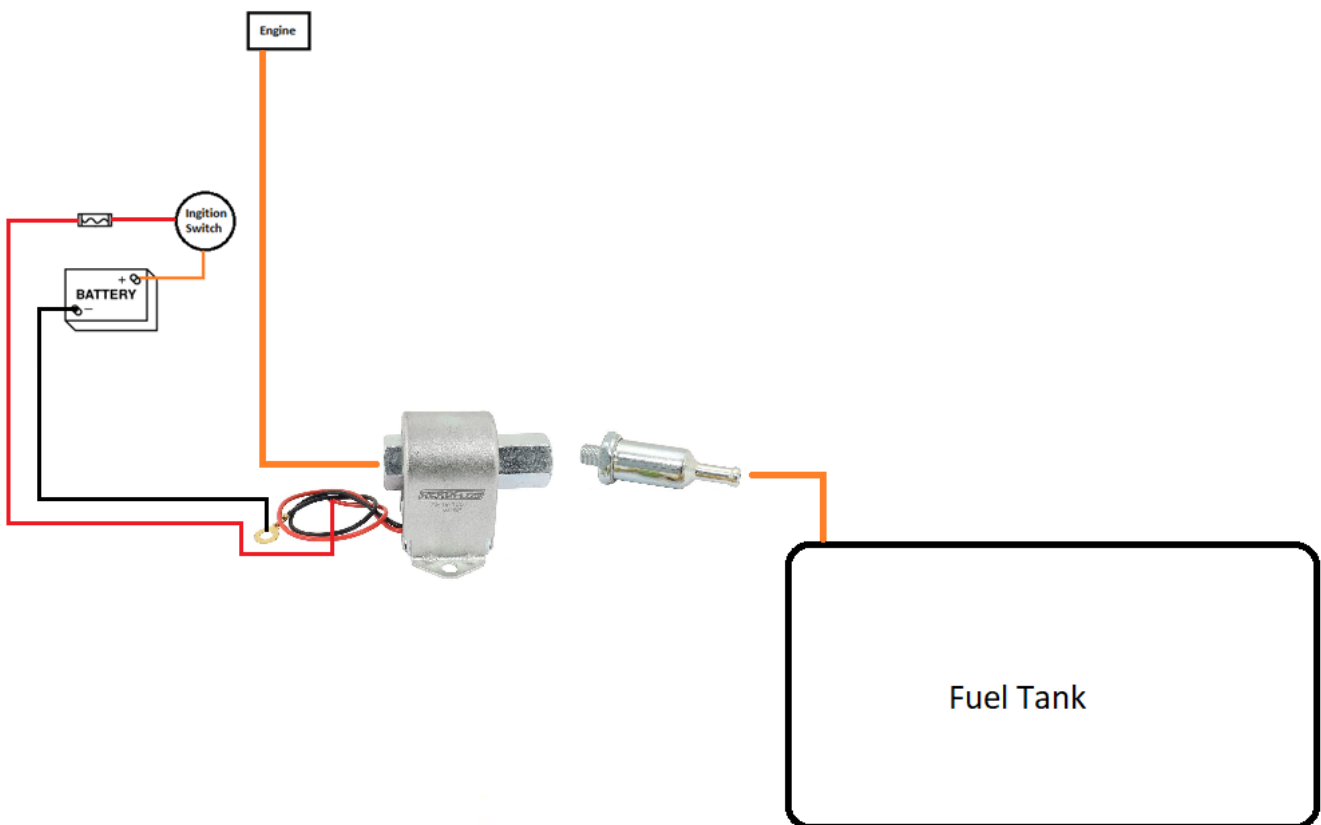 Engine
Ingition
Switch
+
BATTERY
−
Fuel Tank